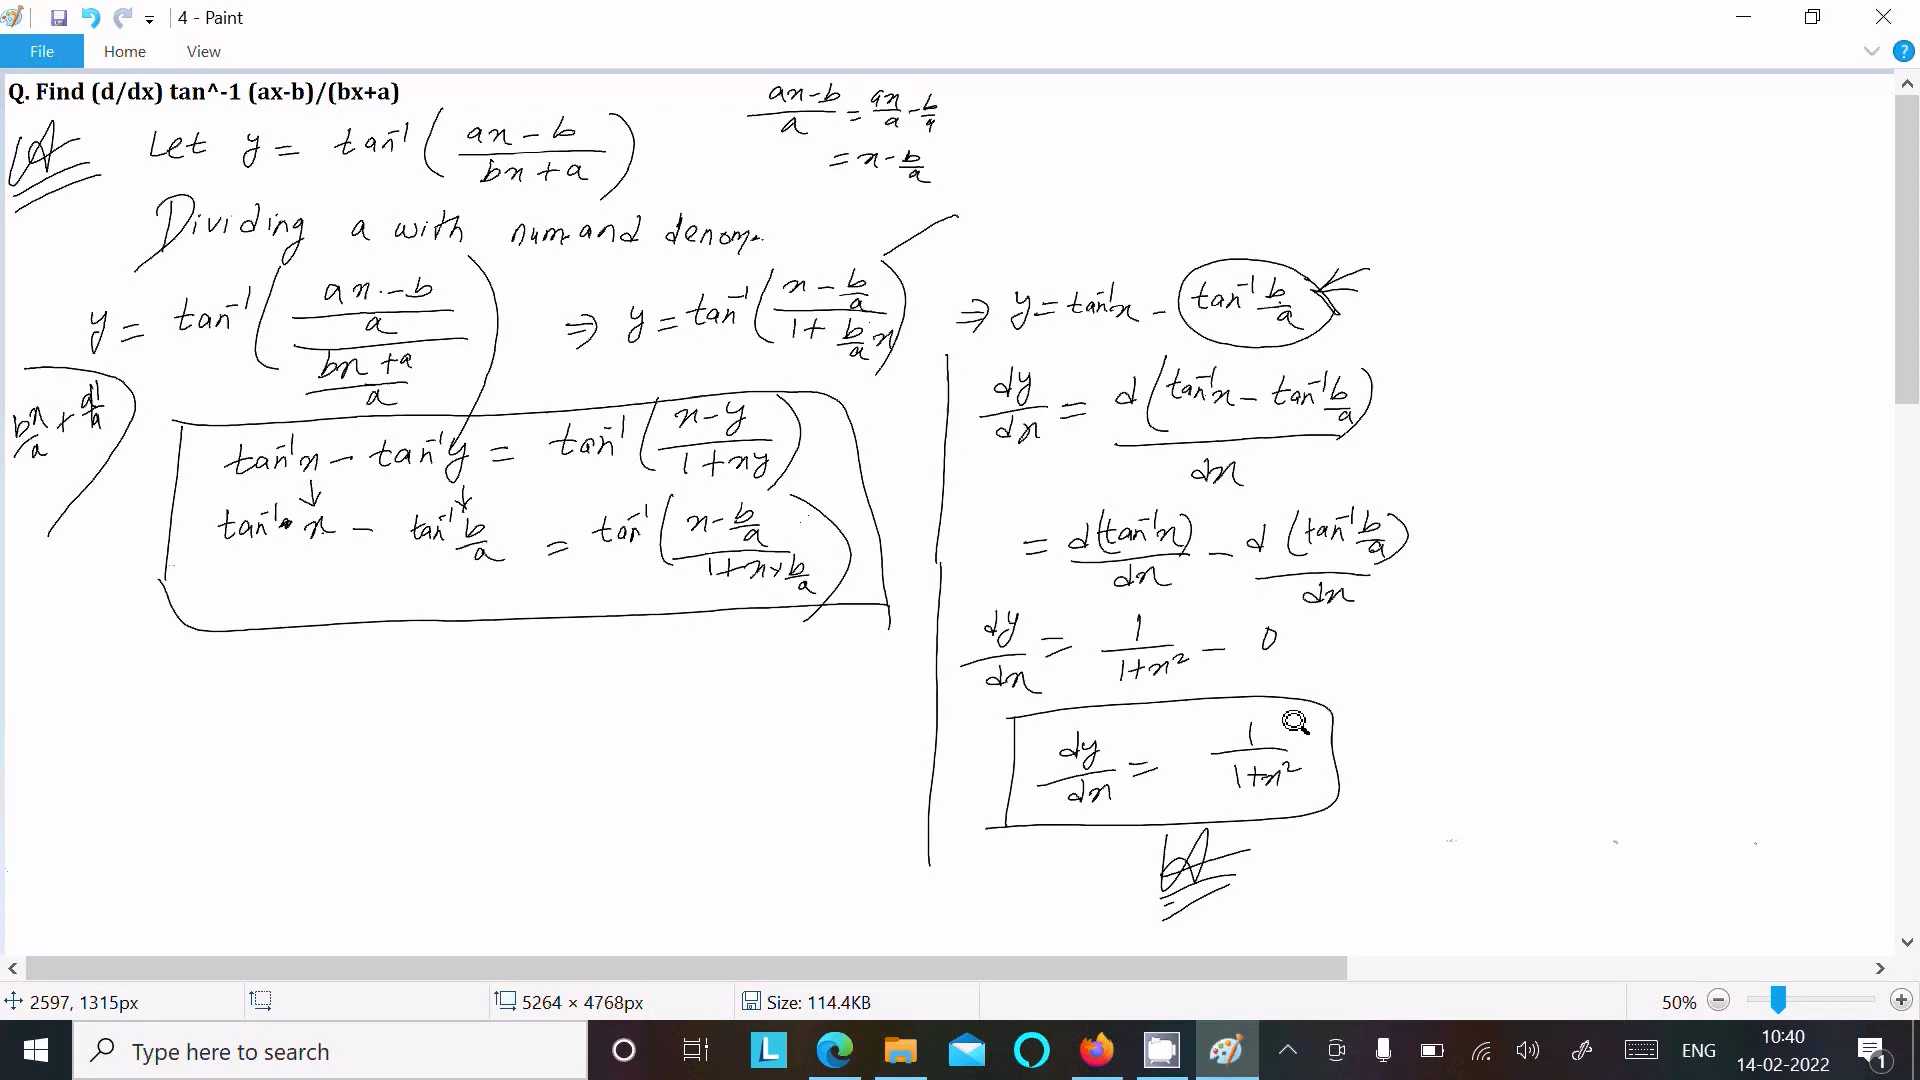 4 - Paint
File Home View
Q. Find (d/dx) tan^-1 (ax-b)/(bx+a)
Let y = tan⁻¹ ( (ax - b) / (bx + a) )
(ax - b)/a = ax/a - b/a
= x - b/a
Dividing a with num and denom.
y = tan⁻¹ ( ((ax - b)/a) / ((bx + a)/a) ) ⇒ y = tan⁻¹ ( (x - b/a) / (1 + b/a x) )
bx/a + a/a
tan⁻¹x - tan⁻¹y = tan⁻¹ ( (x - y) / (1 + xy) )
tan⁻¹ x - tan⁻¹ b/a = tan⁻¹ ( (x - b/a) / (1 + x × b/a) )
⇒ y = tan⁻¹x - tan⁻¹ b/a
dy/dx = d (tan⁻¹x - tan⁻¹ b/a) / dx
= d(tan⁻¹x)/dx - d (tan⁻¹ b/a)/dx
dy/dx = 1/(1+x²) - 0
dy/dx = 1/(1+x²)
2597, 1315px 5264 × 4768px Size: 114.4KB 50%
Type here to search L ENG 10:40
14-02-2022 1